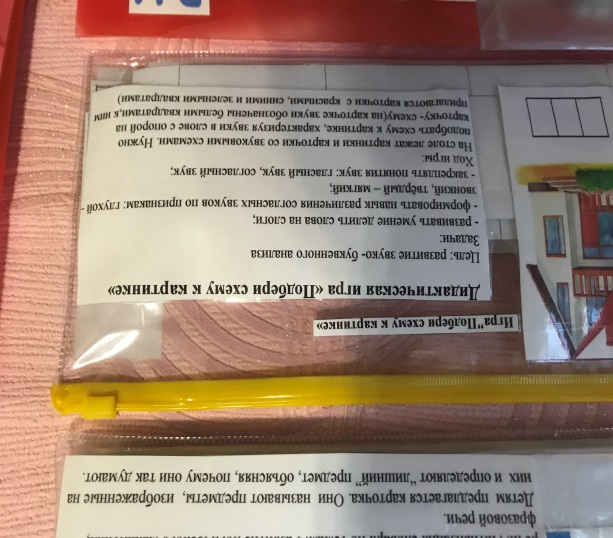 Игра"Подбери схему к картинке»
Дидактическая игра «Подбери схему к картинке»
Цель: развитие звуко- буквенного анализа
Задачи:
- развивать умение делить слова на слоги;
- формировать навык различения согласных звуков по признакам: глухой -
звонкий, твёрдый – мягкий;
- закреплять понятия звук: гласный звук, согласный звук;
Ход игры:
На столе лежат картинки и карточки со звуковыми схемами. Нужно
подобрать схему к картинке, характеризуя звуки в слове с опорой на
карточку- схему(на карточке звуки обозначены белыми квадратами,к ним
прилагаются карточки с красными, синими и зелеными квадратами)
фразовой речи.
Детям предлагается карточка. Они называют предметы, изображенные на
них и определяют "лишний" предмет, объясняя, почему они так думают.